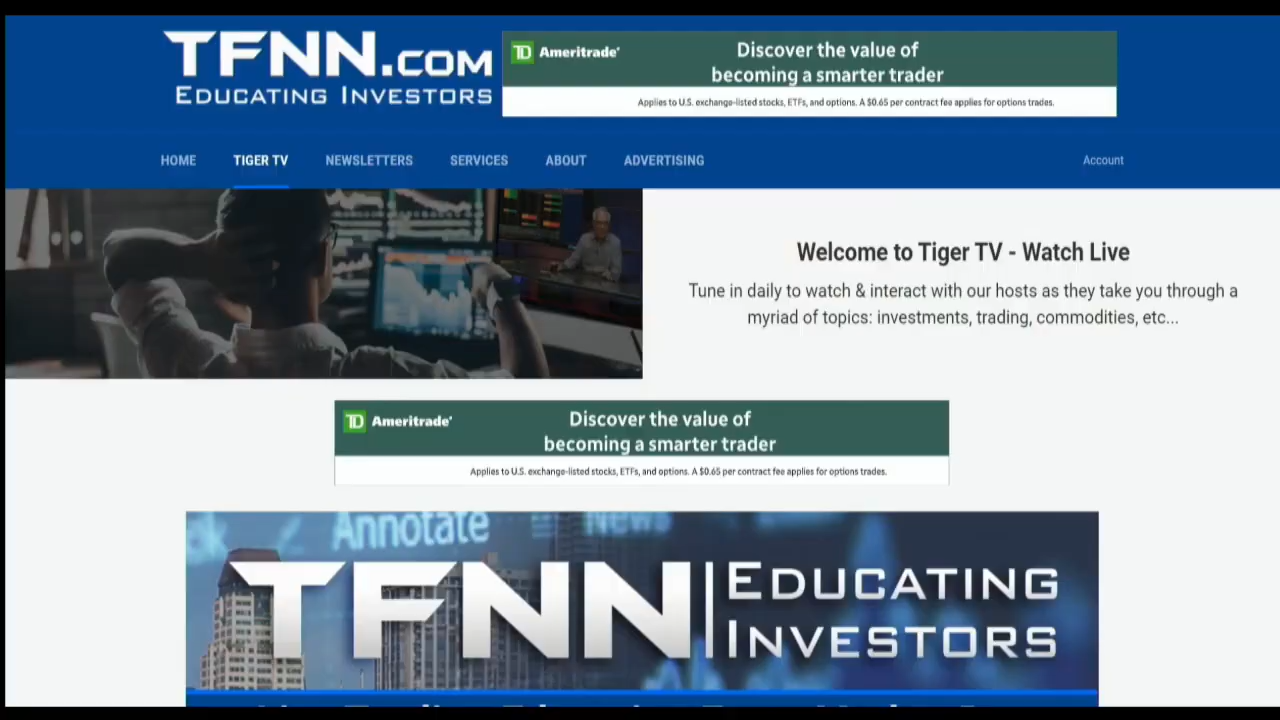 TFNN.COM
EDUCATING INVESTORS
TD Ameritrade
Discover the value of
becoming a smarter trader
Applies to U.S. exchange-listed stocks, ETFs, and options. A $0.65 per contract fee applies for options trades.
HOME TIGER TV NEWSLETTERS SERVICES ABOUT ADVERTISING Account
Welcome to Tiger TV - Watch Live
Tune in daily to watch & interact with our hosts as they take you through a
myriad of topics: investments, trading, commodities, etc...
TD Ameritrade
Discover the value of
becoming a smarter trader
Applies to U.S. exchange-listed stocks, ETFs, and options. A $0.65 per contract fee applies for options trades.
Annotate News
TFNN EDUCATING
INVESTORS